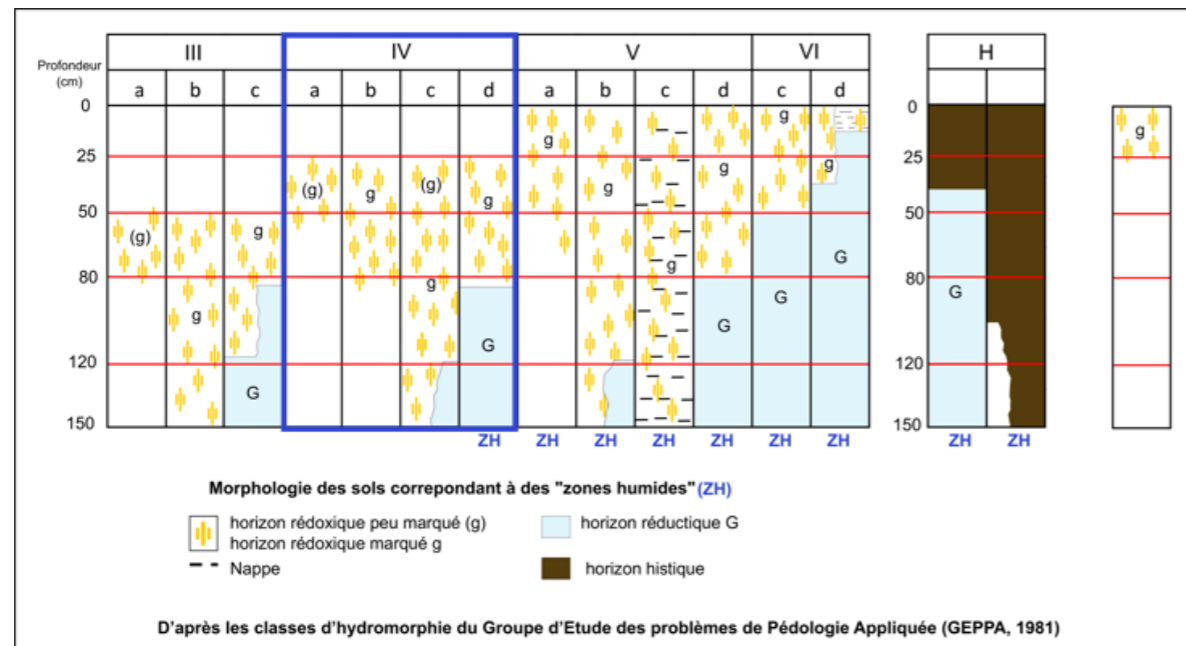 III IV V VI H
Profondeur
(cm)
a b c a b c d a b c d c d
0 0
g g g g
25 25
(g) g (g) g g g g
50 50
(g) g g g G
80 80
g g G G G G
120 120
G
150 150
ZH ZH ZH ZH ZH ZH ZH ZH ZH
Morphologie des sols correpondant à des "zones humides" (ZH)
horizon rédoxique peu marqué (g)
horizon rédoxique marqué g
horizon réductique G
Nappe
horizon histique
D'après les classes d'hydromorphie du Groupe d'Etude des problèmes de Pédologie Appliquée (GEPPA, 1981)